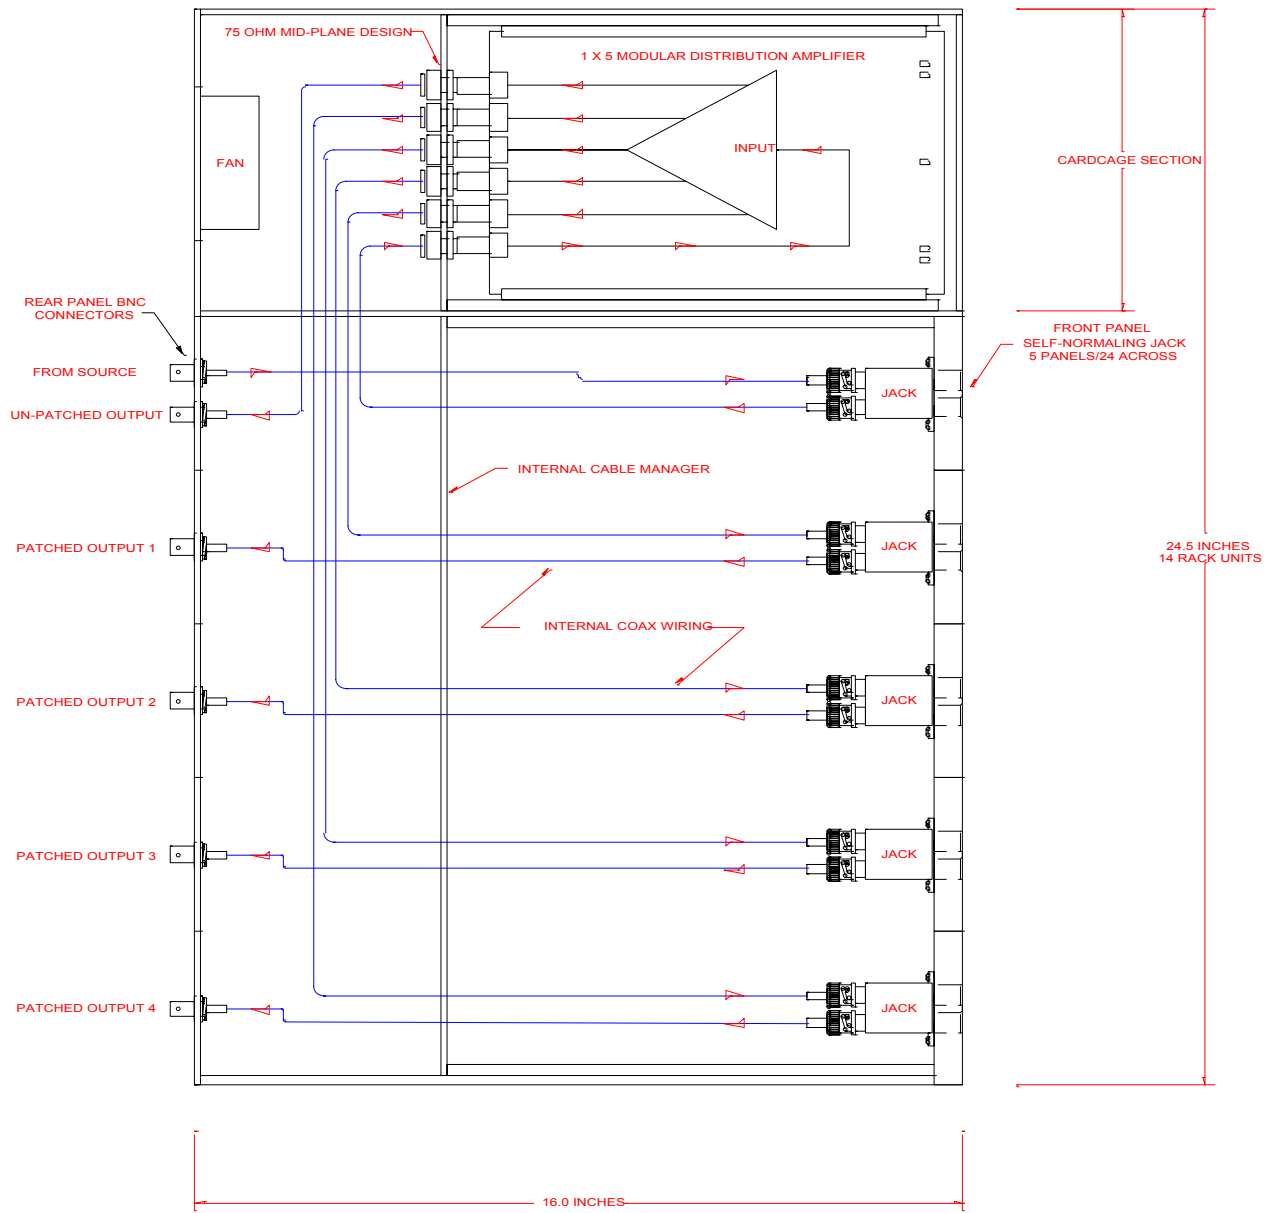 75 OHM MID-PLANE DESIGN
1 X 5 MODULAR DISTRIBUTION AMPLIFIER
INPUT
FAN
CARDCAGE SECTION
REAR PANEL BNC
CONNECTORS
FRONT PANEL
SELF-NORMALING JACK
5 PANELS/24 ACROSS
FROM SOURCE
JACK
UN-PATCHED OUTPUT
INTERNAL CABLE MANAGER
PATCHED OUTPUT 1
JACK
24.5 INCHES
14 RACK UNITS
INTERNAL COAX WIRING
PATCHED OUTPUT 2
JACK
PATCHED OUTPUT 3
JACK
PATCHED OUTPUT 4
JACK
16.0 INCHES